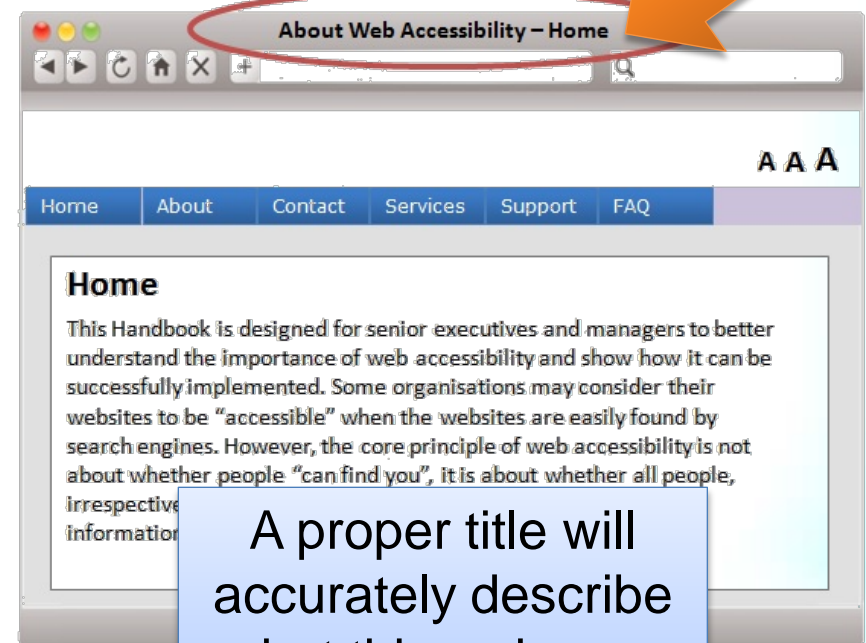 About Web Accessibility – Home
A A A
Home About Contact Services Support FAQ
Home
This Handbook is designed for senior executives and managers to better
understand the importance of web accessibility and show how it can be
successfully implemented. Some organisations may consider their
websites to be “accessible” when the websites are easily found by
search engines. However, the core principle of web accessibility is not
about whether people “can find you”, it is about whether all people,
irrespective
information
A proper title will
accurately describe